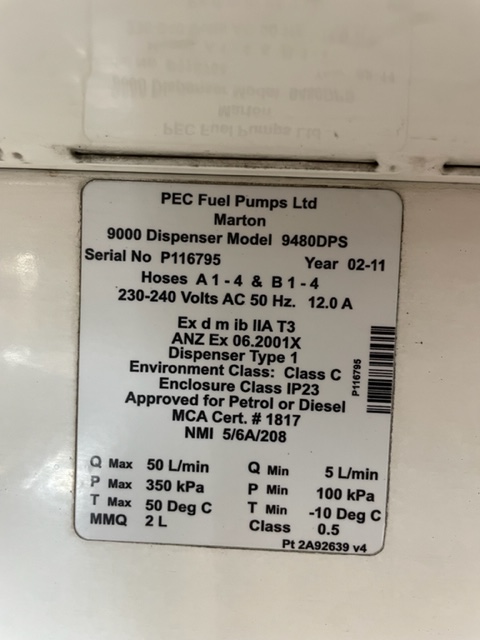 PEC Fuel Pumps Ltd
Marton
9000 Dispenser Model 9480DPS
Serial No P116795 Year 02-11
Hoses A 1 - 4 & B 1 - 4
230-240 Volts AC 50 Hz. 12.0 A
Ex d m ib IIA T3
ANZ Ex 06.2001X
Dispenser Type 1
Environment Class: Class C
Enclosure Class IP23
Approved for Petrol or Diesel
MCA Cert. # 1817
NMI 5/6A/208
P116795
Q Max 50 L/min Q Min 5 L/min
P Max 350 kPa P Min 100 kPa
T Max 50 Deg C T Min -10 Deg C
MMQ 2 L Class 0.5
Pt 2A92639 v4